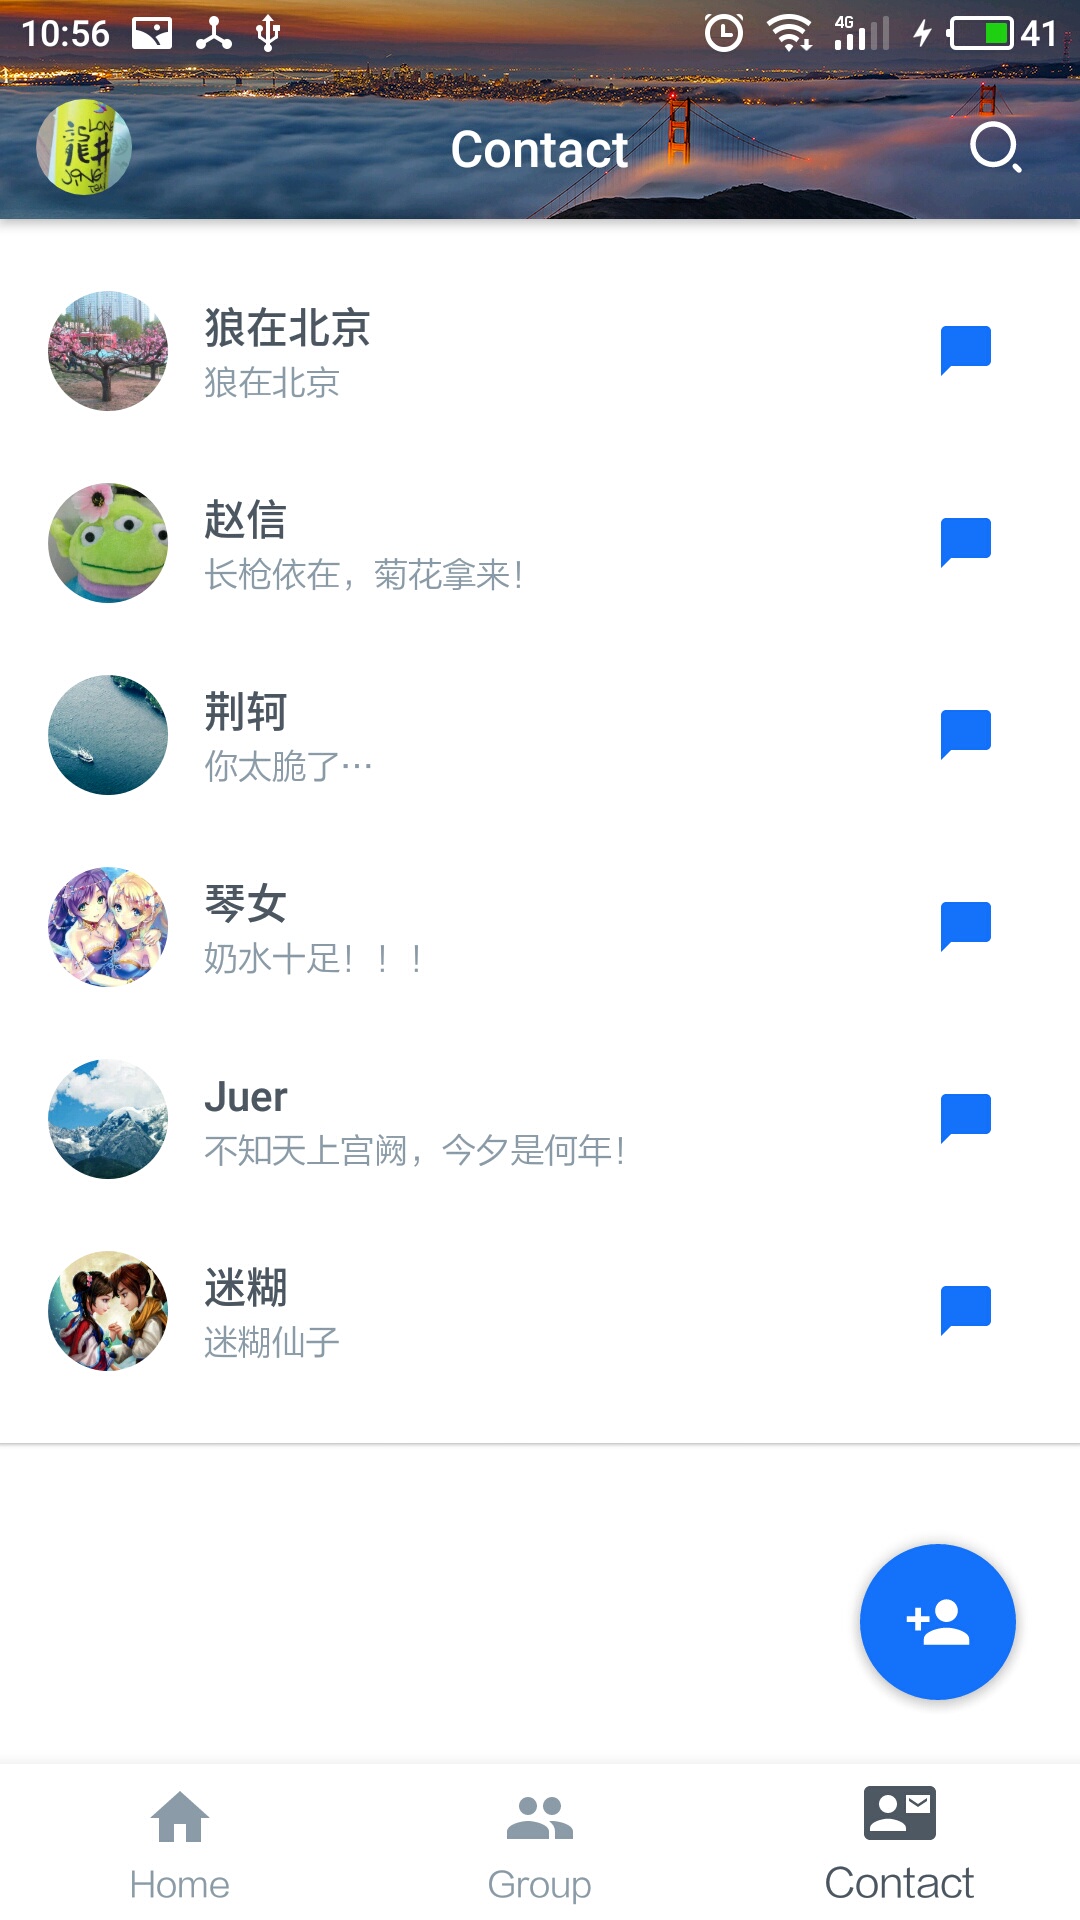 10:56
4G
41
Contact
狼在北京
狼在北京
赵信
长枪依在，菊花拿来！
荆轲
你太脆了…
琴女
奶水十足！！！
Juer
不知天上宫阙，今夕是何年！
迷糊
迷糊仙子
Home
Group
Contact